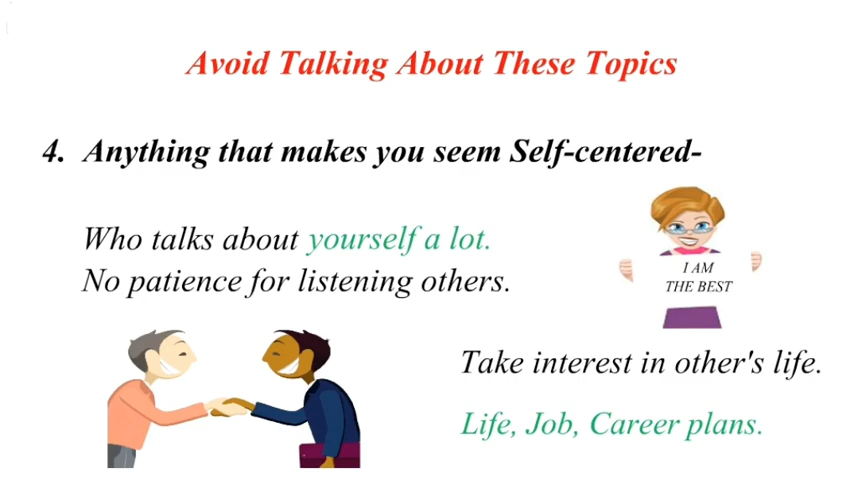 Avoid Talking About These Topics
4. Anything that makes you seem Self-centered-
Who talks about yourself a lot.
No patience for listening others.
I AM
THE BEST
Take interest in other's life.
Life, Job, Career plans.